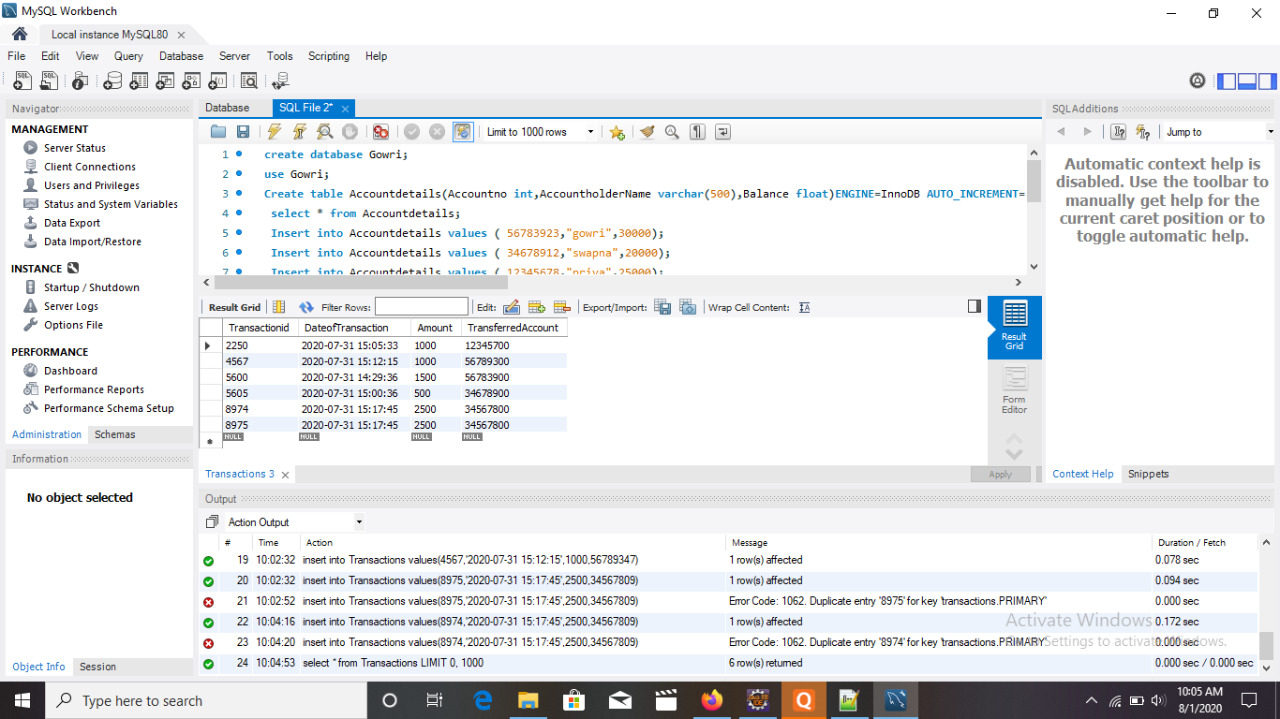 MySQL Workbench
Local instance MySQL80
File Edit View Query Database Server Tools Scripting Help
Navigator
MANAGEMENT
Server Status
Client Connections
Users and Privileges
Status and System Variables
Data Export
Data Import/Restore
INSTANCE
Startup / Shutdown
Server Logs
Options File
PERFORMANCE
Dashboard
Performance Reports
Performance Schema Setup
Administration Schemas
Information
No object selected
Object Info Session
Database SQL File 2*
Limit to 1000 rows
1 create database Gowri;
2 use Gowri;
3 Create table Accountdetails(Accountno int,AccountholderName varchar(500),Balance float)ENGINE=InnoDB AUTO_INCREMENT=
4 select * from Accountdetails;
5 Insert into Accountdetails values ( 56783923,"gowri",30000);
6 Insert into Accountdetails values ( 34678912,"swapna",20000);
7 Insert into Accountdetails values ( 12345678,"priya",25000);
Result Grid Filter Rows: Edit: Export/Import: Wrap Cell Content:
Transactionid DateofTransaction Amount TransferredAccount
2250 2020-07-31 15:05:33 1000 12345700
4567 2020-07-31 15:12:15 1000 56789300
5600 2020-07-31 14:29:36 1500 56783900
5605 2020-07-31 15:00:36 500 34678900
8974 2020-07-31 15:17:45 2500 34567800
8975 2020-07-31 15:17:45 2500 34567800
NULL NULL NULL NULL
Result Grid
Form Editor
Transactions 3
Apply
SQLAdditions
Jump to
Automatic context help is
disabled. Use the toolbar to
manually get help for the
current caret position or to
toggle automatic help.
Context Help Snippets
Output
Action Output
# Time Action Message Duration / Fetch
19 10:02:32 insert into Transactions values(4567,'2020-07-31 15:12:15',1000,56789347) 1 row(s) affected 0.078 sec
20 10:02:32 insert into Transactions values(8975,'2020-07-31 15:17:45',2500,34567809) 1 row(s) affected 0.094 sec
21 10:02:52 insert into Transactions values(8975,'2020-07-31 15:17:45',2500,34567809) Error Code: 1062. Duplicate entry '8975' for key 'transactions.PRIMARY' 0.000 sec
22 10:04:16 insert into Transactions values(8974,'2020-07-31 15:17:45',2500,34567809) 1 row(s) affected 0.172 sec
23 10:04:20 insert into Transactions values(8974,'2020-07-31 15:17:45',2500,34567809) Error Code: 1062. Duplicate entry '8974' for key 'transactions.PRIMARY' 0.000 sec
24 10:04:53 select * from Transactions LIMIT 0, 1000 6 row(s) returned 0.000 sec / 0.000 sec
Activate Windows
Go to Settings to activate Windows.
Type here to search
10:05 AM
8/1/2020